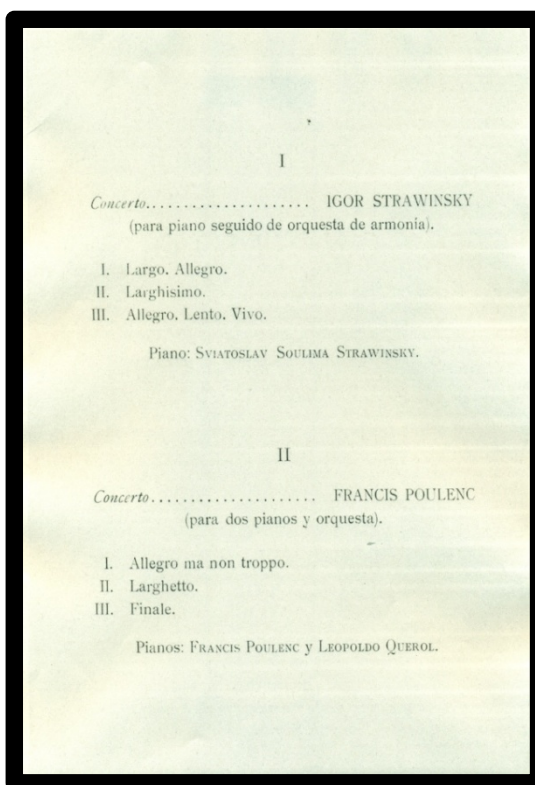 I
Concerto..................... IGOR STRAWINSKY
(para piano seguido de orquesta de armonía).
I. Largo. Allegro.
II. Larghisimo.
III. Allegro. Lento. Vivo.
Piano: SVIATOSLAV SOULIMA STRAWINSKY.
II
Concerto..................... FRANCIS POULENC
(para dos pianos y orquesta).
I. Allegro ma non troppo.
II. Larghetto.
III. Finale.
Pianos: FRANCIS POULENC y LEOPOLDO QUEROL.